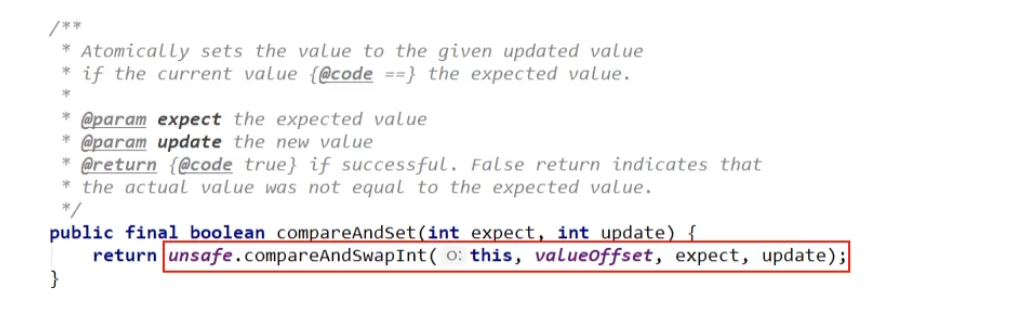 /**
 * Atomically sets the value to the given updated value
 * if the current value {@code ==} the expected value.
 *
 * @param expect the expected value
 * @param update the new value
 * @return {@code true} if successful. False return indicates that
 * the actual value was not equal to the expected value.
 */
public final boolean compareAndSet(int expect, int update) {
    return unsafe.compareAndSwapInt( o: this, valueOffset, expect, update);
}